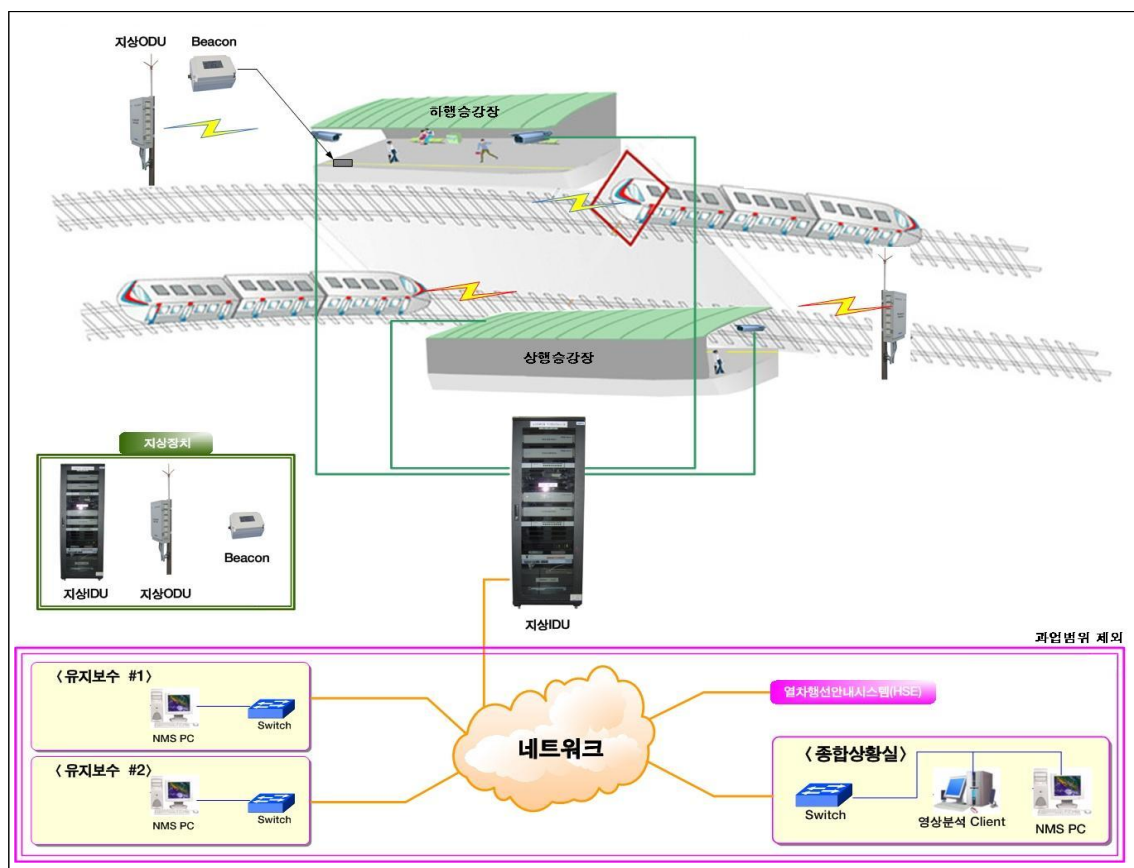 지상ODU
Beacon
하행승강장
상행승강장
지상장치
지상IDU
지상ODU
Beacon
지상IDU
과업범위 제외
〈 유지보수 #1〉
NMS PC
Switch
〈 유지보수 #2〉
NMS PC
Switch
네트워크
열차행선안내시스템(HSE)
〈 종합상황실〉
Switch
영상분석 Client
NMS PC